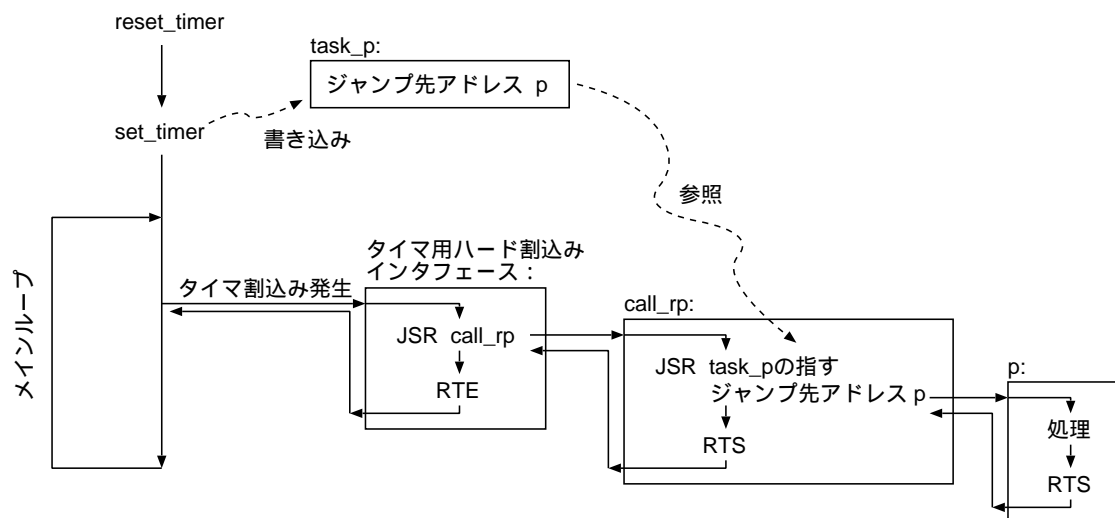 reset_timer
task_p:
ジャンプ先アドレス p
set_timer
書き込み
参照
タイマ用ハード割込み
インタフェース：
メインループ
タイマ割込み発生
JSR call_rp
RTE
call_rp:
JSR task_pの指す
ジャンプ先アドレス p
RTS
p:
処理
RTS